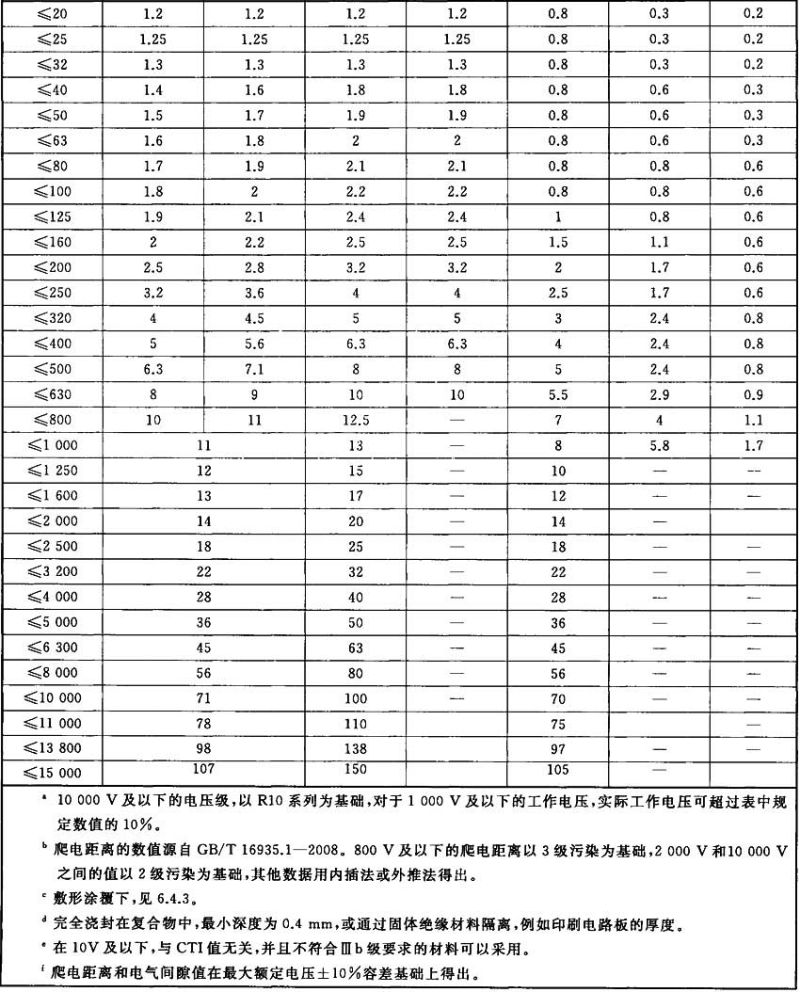 ≤20 1.2 1.2 1.2 1.2 0.8 0.3 0.2
≤25 1.25 1.25 1.25 1.25 0.8 0.3 0.2
≤32 1.3 1.3 1.3 1.3 0.8 0.3 0.2
≤40 1.4 1.6 1.8 1.8 0.8 0.6 0.3
≤50 1.5 1.7 1.9 1.9 0.8 0.6 0.3
≤63 1.6 1.8 2 2 0.8 0.6 0.3
≤80 1.7 1.9 2.1 2.1 0.8 0.8 0.6
≤100 1.8 2 2.2 2.2 0.8 0.8 0.6
≤125 1.9 2.1 2.4 2.4 1 0.8 0.6
≤160 2 2.2 2.5 2.5 1.5 1.1 0.6
≤200 2.5 2.8 3.2 3.2 2 1.7 0.6
≤250 3.2 3.6 4 4 2.5 1.7 0.6
≤320 4 4.5 5 5 3 2.4 0.8
≤400 5 5.6 6.3 6.3 4 2.4 0.8
≤500 6.3 7.1 8 8 5 2.4 0.8
≤630 8 9 10 10 5.5 2.9 0.9
≤800 10 11 12.5 — 7 4 1.1
≤1 000 11 13 — 8 5.8 1.7
≤1 250 12 15 — 10 — —
≤1 600 13 17 — 12 — —
≤2 000 14 20 — 14 — —
≤2 500 18 25 — 18 — —
≤3 200 22 32 — 22 — —
≤4 000 28 40 — 28 — —
≤5 000 36 50 — 36 — —
≤6 300 45 63 — 45 — —
≤8 000 56 80 — 56 — —
≤10 000 71 100 — 70 — —
≤11 000 78 110 75 — —
≤13 800 98 138 97 — —
≤15 000 107 150 105 —
a 10 000 V及以下的电压级,以R10系列为基础,对于1 000 V及以下的工作电压,实际工作电压可超过表中规
定数值的10%。
b 爬电距离的数值源自GB/T 16935.1—2008。800 V及以下的爬电距离以3级污染为基础,2 000 V和10 000 V
之间的值以2级污染为基础,其他数据用内插法或外推法得出。
c 敷形涂覆下,见6.4.3。
d 完全浇封在复合物中,最小深度为0.4 mm,或通过固体绝缘材料隔离,例如印刷电路板的厚度。
e 在10V及以下,与CTI值无关,并且不符合Ⅲb级要求的材料可以采用。
f 爬电距离和电气间隙值在最大额定电压±10%容差基础上得出。